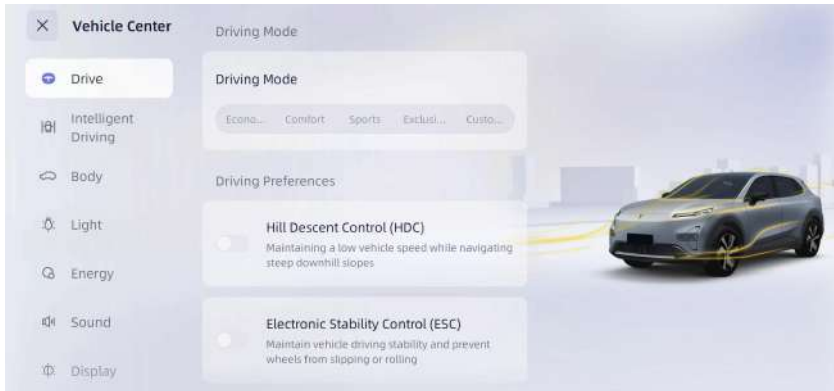 Vehicle Center
Drive
Intelligent
Driving
Body
Light
Energy
Sound
Display
Driving Mode
Driving Mode
Econo... Comfort Sports Exclusi... Custo...
Driving Preferences
Hill Descent Control (HDC)
Maintaining a low vehicle speed while navigating
steep downhill slopes
Electronic Stability Control (ESC)
Maintain vehicle driving stability and prevent
wheels from slipping or rolling